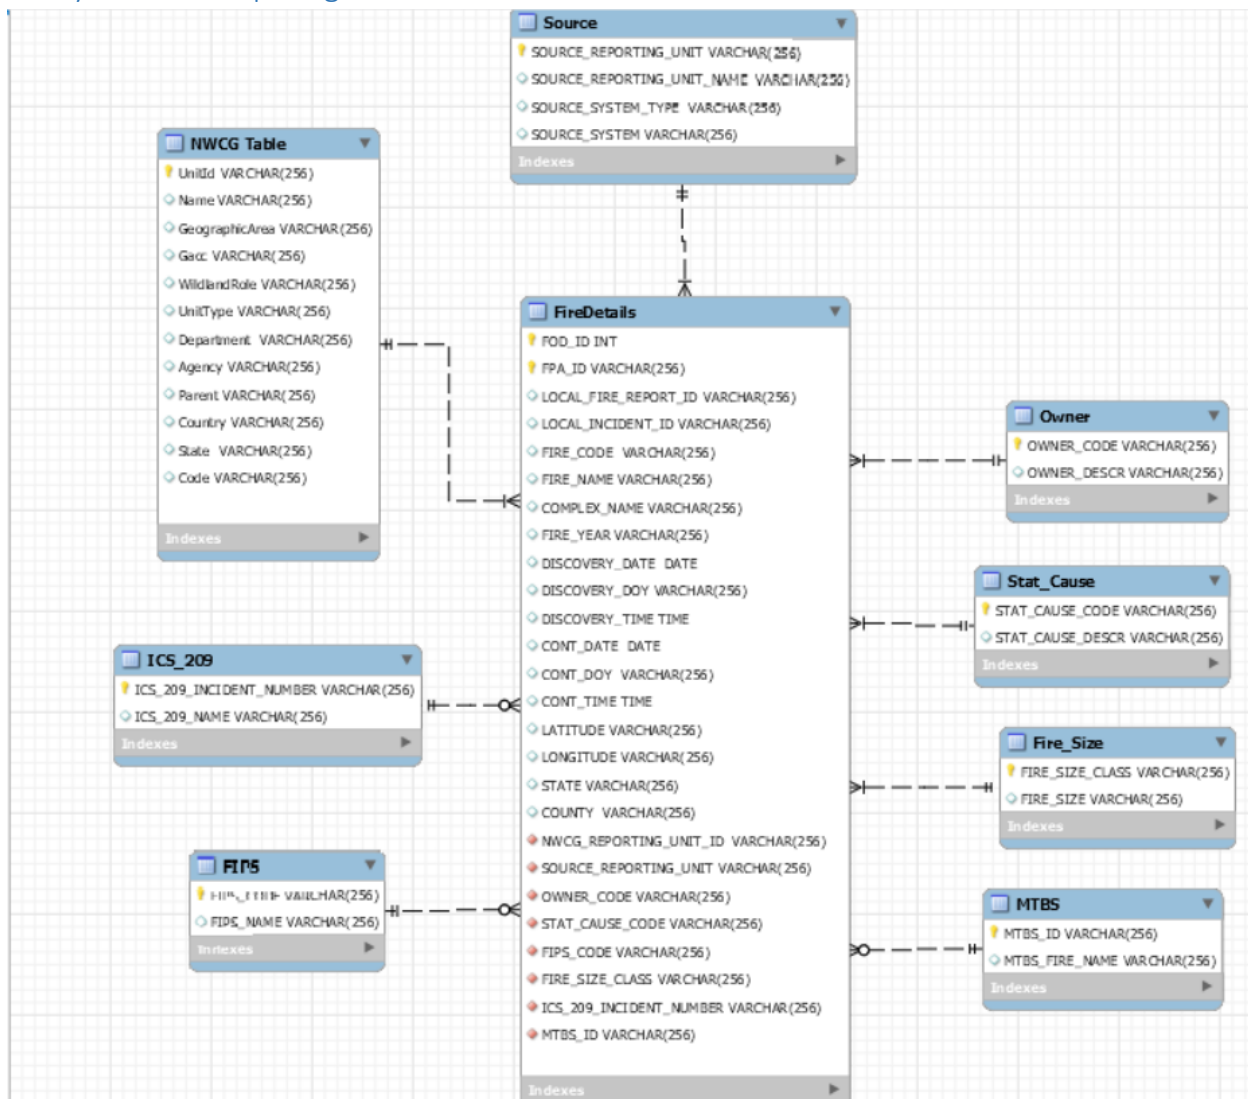 Source
SOURCE_REPORTING_UNIT VARCHAR(256)
SOURCE_REPORTING_UNIT_NAME VARCHAR(256)
SOURCE_SYSTEM_TYPE VARCHAR(256)
SOURCE_SYSTEM VARCHAR(256)
Indexes
NWCG Table
UnitId VARCHAR(256)
Name VARCHAR(256)
GeographicArea VARCHAR(256)
Gacc VARCHAR(256)
WildlandRole VARCHAR(256)
UnitType VARCHAR(256)
Department VARCHAR(256)
Agency VARCHAR(256)
Parent VARCHAR(256)
Country VARCHAR(256)
State VARCHAR(256)
Code VARCHAR(256)
Indexes
FireDetails
FOD_ID INT
FPA_ID VARCHAR(256)
LOCAL_FIRE_REPORT_ID VARCHAR(256)
LOCAL_INCIDENT_ID VARCHAR(256)
FIRE_CODE VARCHAR(256)
FIRE_NAME VARCHAR(256)
COMPLEX_NAME VARCHAR(256)
FIRE_YEAR VARCHAR(256)
DISCOVERY_DATE DATE
DISCOVERY_DOY VARCHAR(256)
DISCOVERY_TIME TIME
CONT_DATE DATE
CONT_DOY VARCHAR(256)
CONT_TIME TIME
LATITUDE VARCHAR(256)
LONGITUDE VARCHAR(256)
STATE VARCHAR(256)
COUNTY VARCHAR(256)
NWCG_REPORTING_UNIT_ID VARCHAR(256)
SOURCE_REPORTING_UNIT VARCHAR(256)
OWNER_CODE VARCHAR(256)
STAT_CAUSE_CODE VARCHAR(256)
FIPS_CODE VARCHAR(256)
FIRE_SIZE_CLASS VARCHAR(256)
ICS_209_INCIDENT_NUMBER VARCHAR(256)
MTBS_ID VARCHAR(256)
Indexes
Owner
OWNER_CODE VARCHAR(256)
OWNER_DESCR VARCHAR(256)
Indexes
Stat_Cause
STAT_CAUSE_CODE VARCHAR(256)
STAT_CAUSE_DESCR VARCHAR(256)
Indexes
ICS_209
ICS_209_INCIDENT_NUMBER VARCHAR(256)
ICS_209_NAME VARCHAR(256)
Indexes
Fire_Size
FIRE_SIZE_CLASS VARCHAR(256)
FIRE_SIZE VARCHAR(256)
Indexes
FIPS
FIPS_CODE VARCHAR(256)
FIPS_NAME VARCHAR(256)
Indexes
MTBS
MTBS_ID VARCHAR(256)
MTBS_FIRE_NAME VARCHAR(256)
Indexes